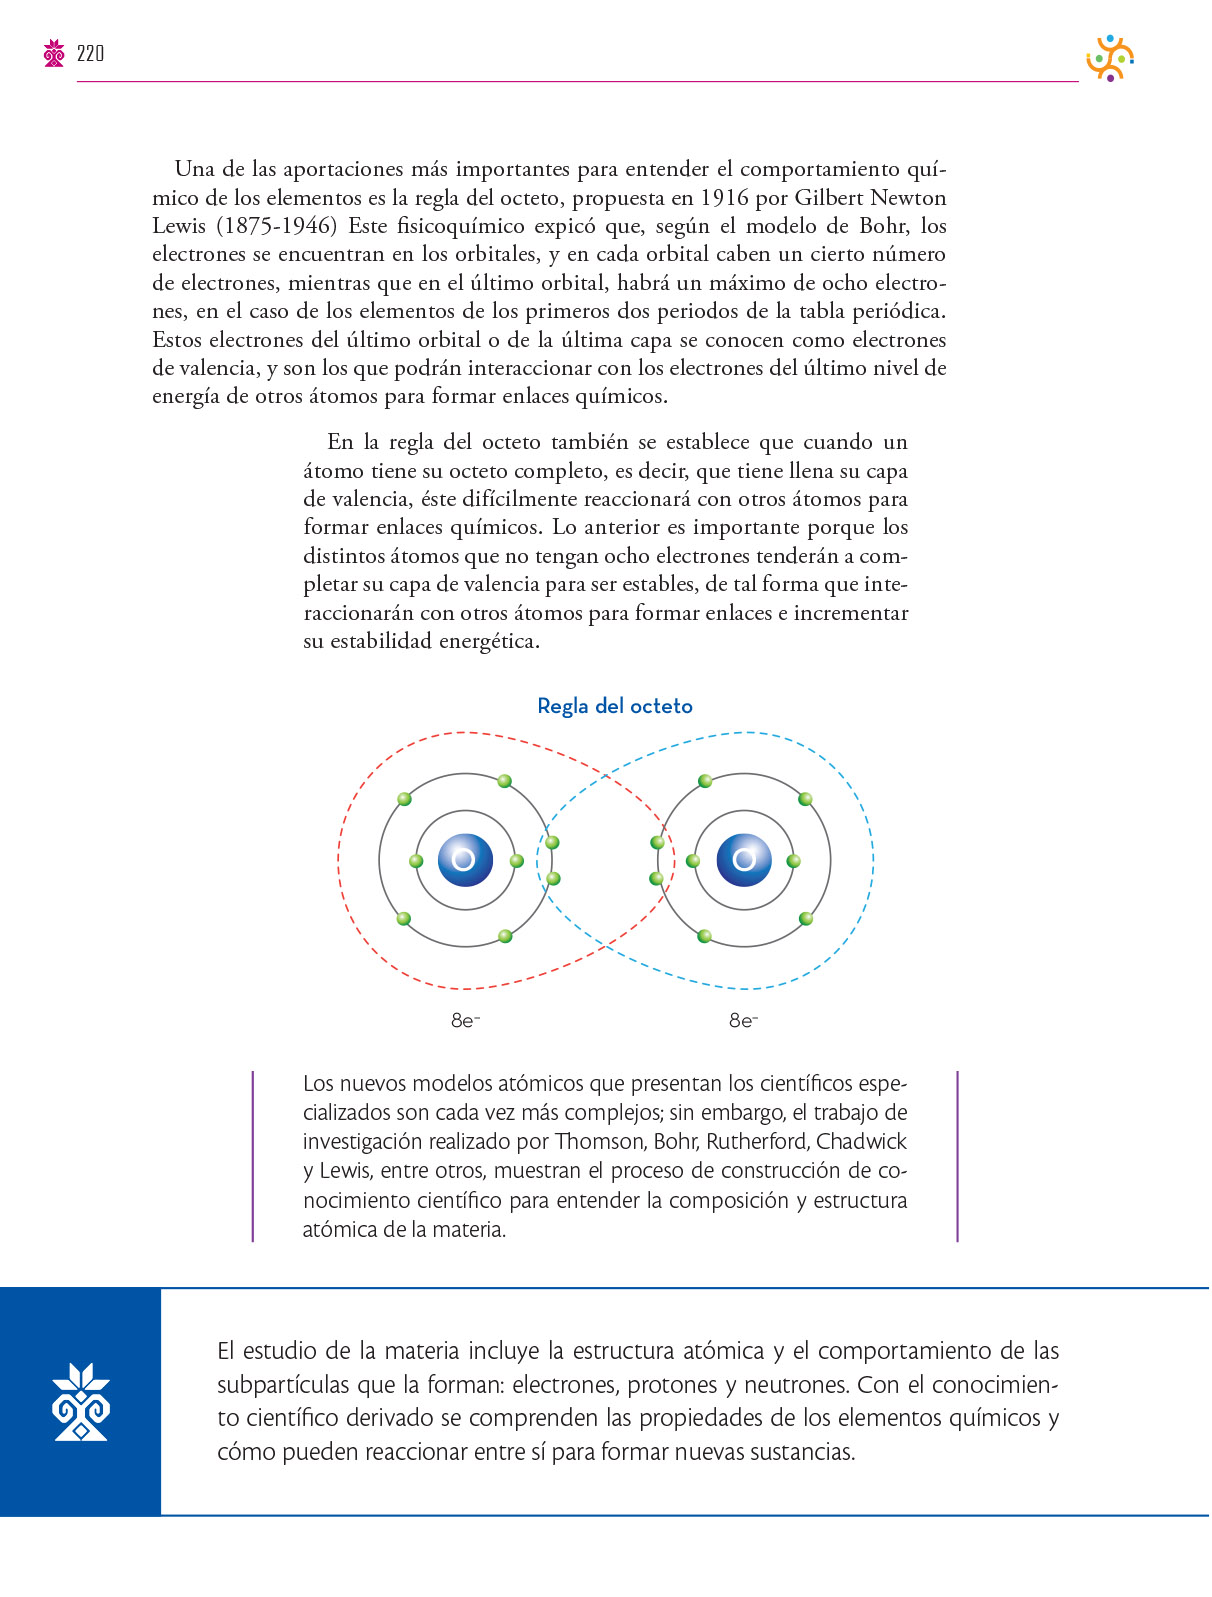 220
Una de las aportaciones más importantes para entender el comportamiento quí-
mico de los elementos es la regla del octeto, propuesta en 1916 por Gilbert Newton
Lewis (1875-1946) Este fisicoquímico expicó que, según el modelo de Bohr, los
electrones se encuentran en los orbitales, y en cada orbital caben un cierto número
de electrones, mientras que en el último orbital, habrá un máximo de ocho electro-
nes, en el caso de los elementos de los primeros dos periodos de la tabla periódica.
Estos electrones del último orbital o de la última capa se conocen como electrones
de valencia, y son los que podrán interaccionar con los electrones del último nivel de
energía de otros átomos para formar enlaces químicos.
En la regla del octeto también se establece que cuando un
átomo tiene su octeto completo, es decir, que tiene llena su capa
de valencia, éste difícilmente reaccionará con otros átomos para
formar enlaces químicos. Lo anterior es importante porque los
distintos átomos que no tengan ocho electrones tenderán a com-
pletar su capa de valencia para ser estables, de tal forma que inte-
raccionarán con otros átomos para formar enlaces e incrementar
su estabilidad energética.
Regla del octeto
O O
8e⁻ 8e⁻
Los nuevos modelos atómicos que presentan los científicos espe-
cializados son cada vez más complejos; sin embargo, el trabajo de
investigación realizado por Thomson, Bohr, Rutherford, Chadwick
y Lewis, entre otros, muestran el proceso de construcción de co-
nocimiento científico para entender la composición y estructura
atómica de la materia.
El estudio de la materia incluye la estructura atómica y el comportamiento de las
subpartículas que la forman: electrones, protones y neutrones. Con el conocimien-
to científico derivado se comprenden las propiedades de los elementos químicos y
cómo pueden reaccionar entre sí para formar nuevas sustancias.